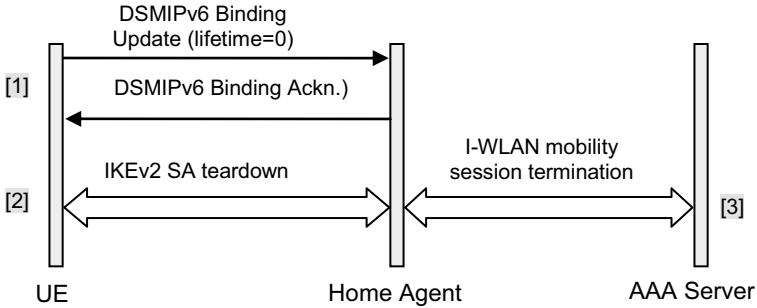 DSMIPv6 Binding
Update (lifetime=0)
[1]
DSMIPv6 Binding Ackn.)
I-WLAN mobility
session termination
IKEv2 SA teardown
[2]
[3]
UE
Home Agent
AAA Server